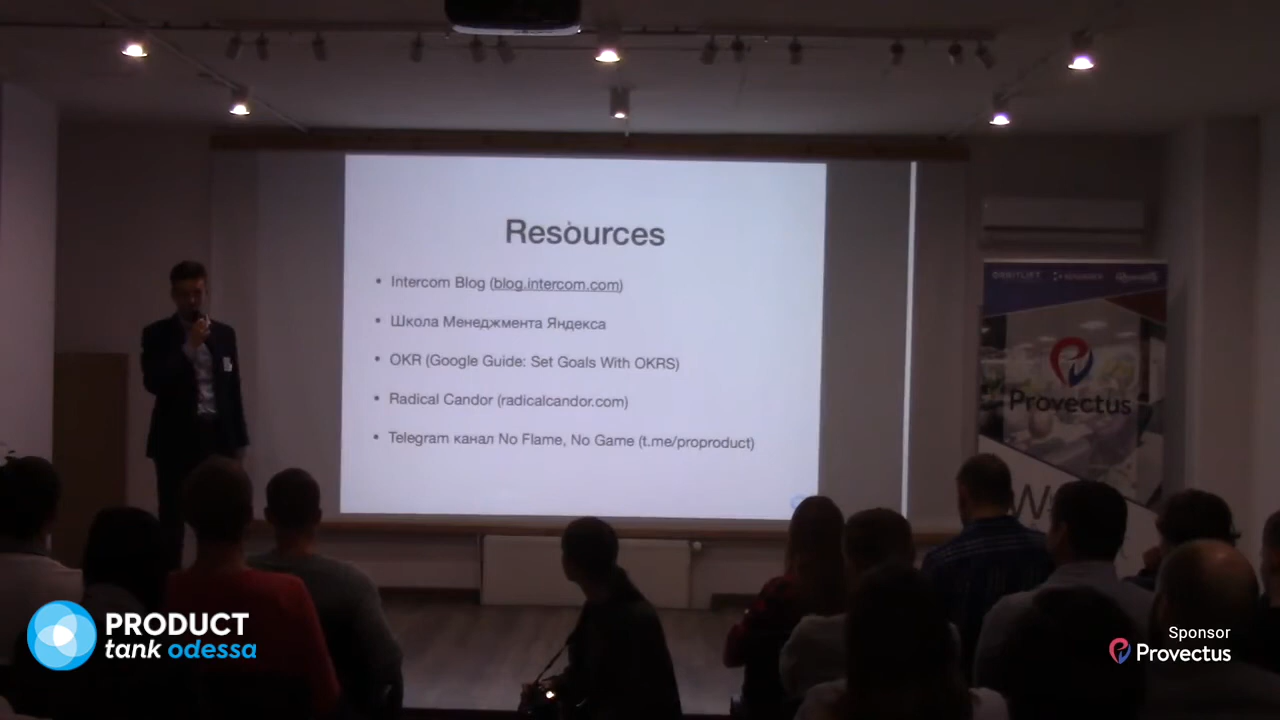 Resources
• Intercom Blog (blog.intercom.com)
• Школа Менеджмента Яндекса
• OKR (Google Guide: Set Goals With OKRS)
• Radical Candor (radicalcandor.com)
• Telegram канал No Flame, No Game (t.me/proproduct)
Provectus
PRODUCT
tank odessa
Sponsor
Provectus